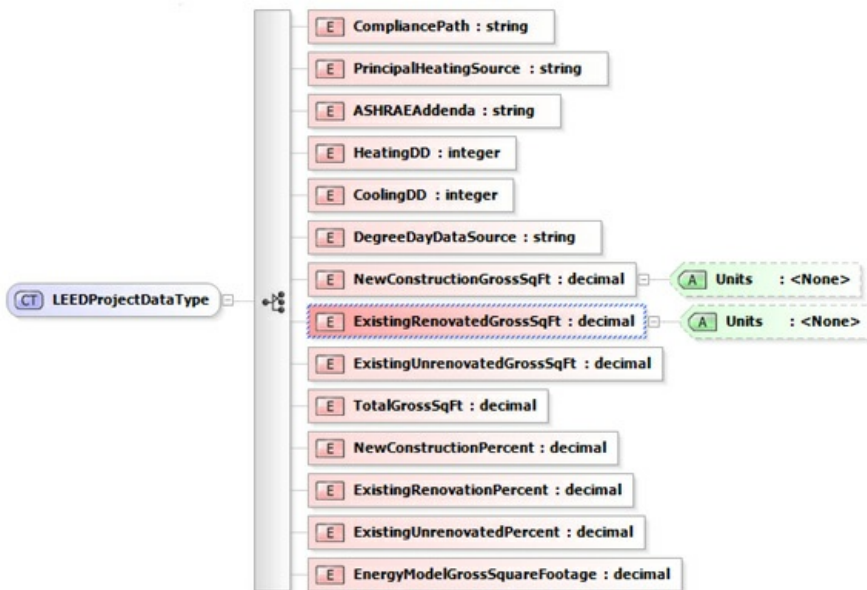 E CompliancePath : string
E PrincipalHeatingSource : string
E ASHRAEAddenda : string
E HeatingDD : integer
E CoolingDD : integer
E DegreeDayDataSource : string
E NewConstructionGrossSqFt : decimal A Units : <None>
CT LEEDProjectDataType
E ExistingRenovatedGrossSqFt : decimal A Units : <None>
E ExistingUnrenovatedGrossSqFt : decimal
E TotalGrossSqFt : decimal
E NewConstructionPercent : decimal
E ExistingRenovationPercent : decimal
E ExistingUnrenovatedPercent : decimal
E EnergyModelGrossSquareFootage : decimal